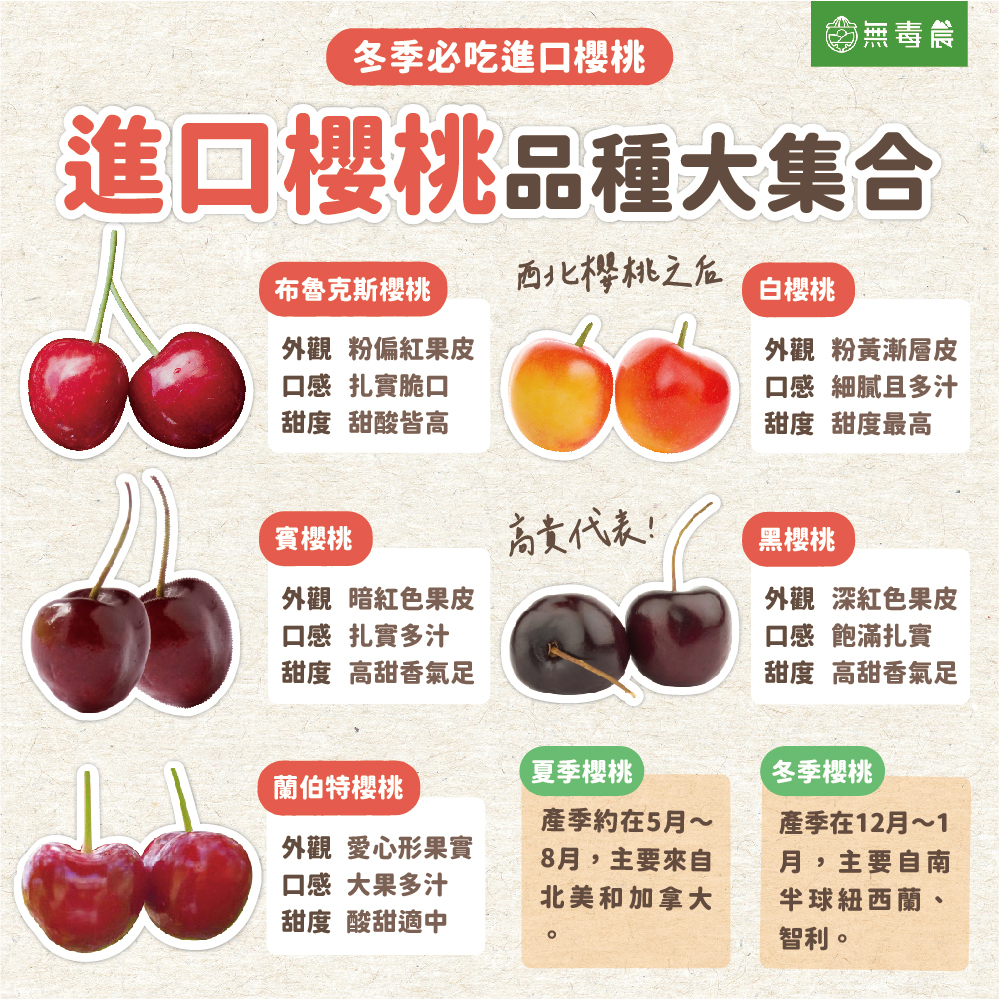 無毒農
冬季必吃進口櫻桃
進口櫻桃品種大集合
布魯克斯櫻桃
外觀 粉偏紅果皮
口感 扎實脆口
甜度 甜酸皆高
西北櫻桃之后
白櫻桃
外觀 粉黃漸層皮
口感 細膩且多汁
甜度 甜度最高
賓櫻桃
外觀 暗紅色果皮
口感 扎實多汁
甜度 高甜香氣足
高貴代表!
黑櫻桃
外觀 深紅色果皮
口感 飽滿扎實
甜度 高甜香氣足
蘭伯特櫻桃
外觀 愛心形果實
口感 大果多汁
甜度 酸甜適中
夏季櫻桃
產季約在5月～
8月，主要來自
北美和加拿大
。
冬季櫻桃
產季在12月～1
月，主要自南
半球紐西蘭、
智利。